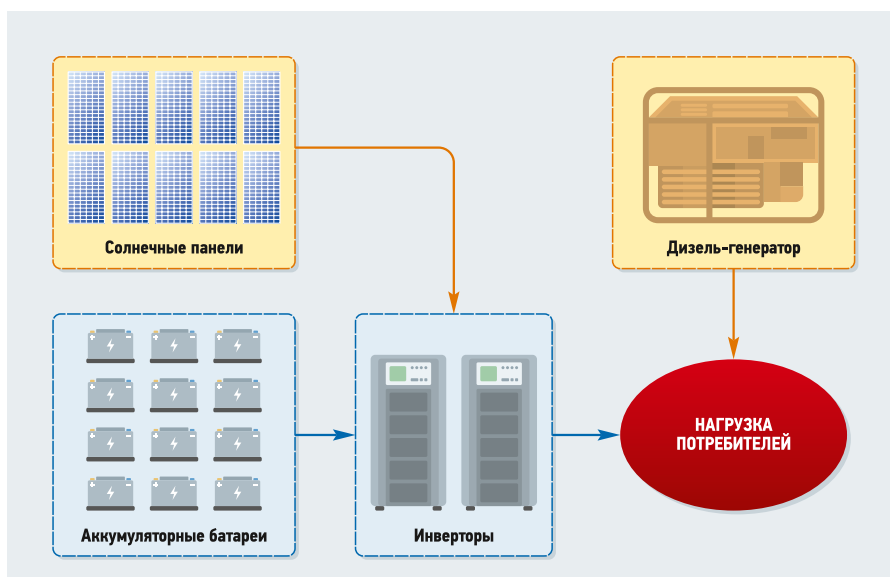 Солнечные панели
Дизель-генератор
Аккумуляторные батареи
Инверторы
НАГРУЗКА
ПОТРЕБИТЕЛЕЙ